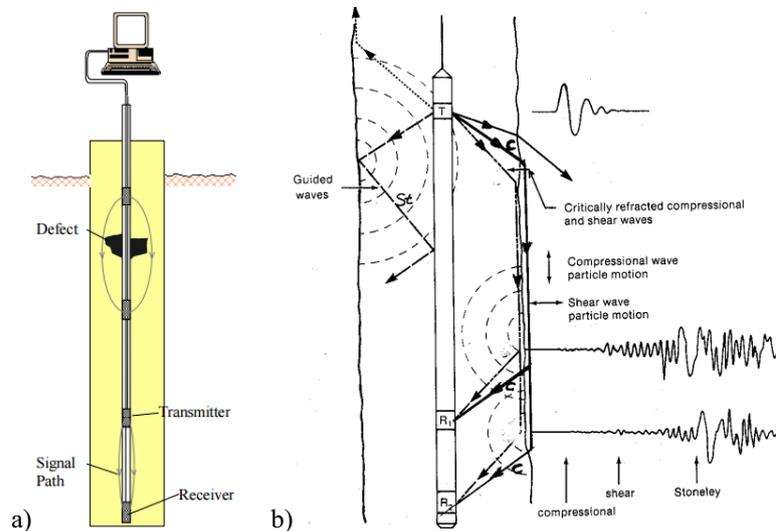 Defect
Transmitter
Signal
Path
Receiver
a)
T
Guided
waves
St
c
Critically refracted compressional
and shear waves
Compressional wave
particle motion
Shear wave
particle motion
c
R₁
c
R₂
compressional
shear
Stoneley
b)